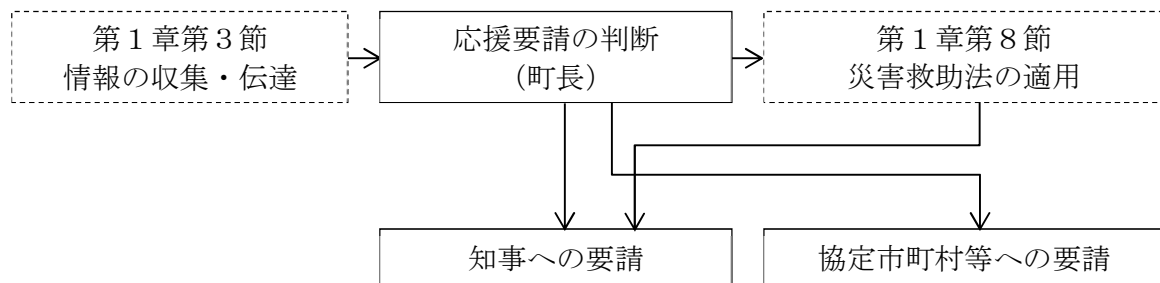 第１章第３節
情報の収集・伝達
応援要請の判断
（町長）
第１章第８節
災害救助法の適用
知事への要請
協定市町村等への要請